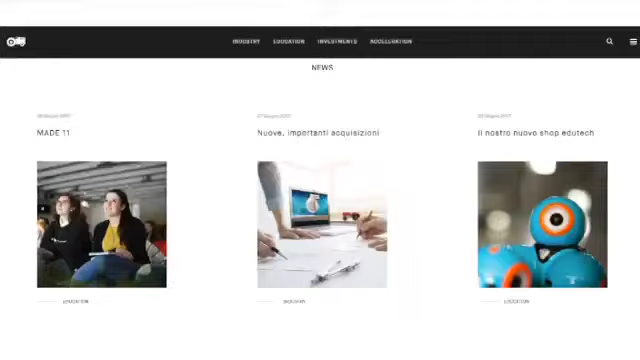 INDUSTRY EDUCATION INVESTMENTS ACCELERATION
NEWS
MADE 11
Nuove, importanti acquisizioni
Il nostro nuovo shop edutech
EDUCATION
INDUSTRY
EDUCATION